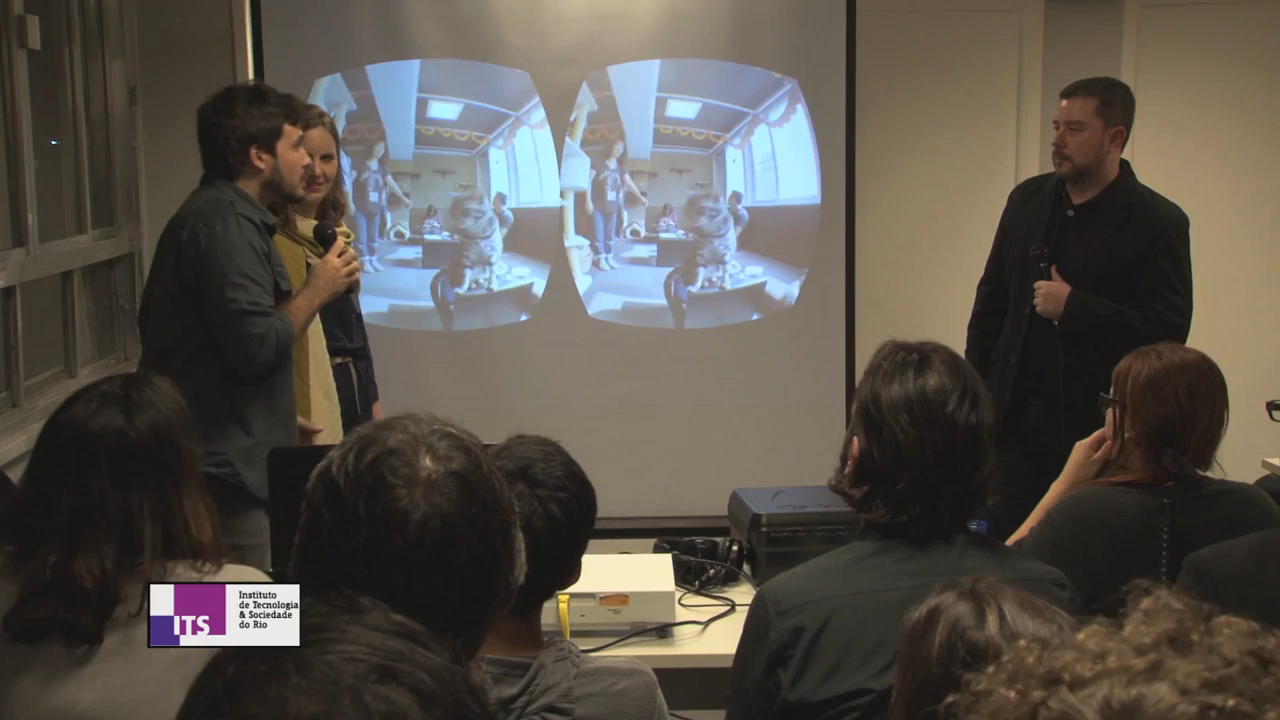 ITS
Instituto
de Tecnologia
& Sociedade
do Rio